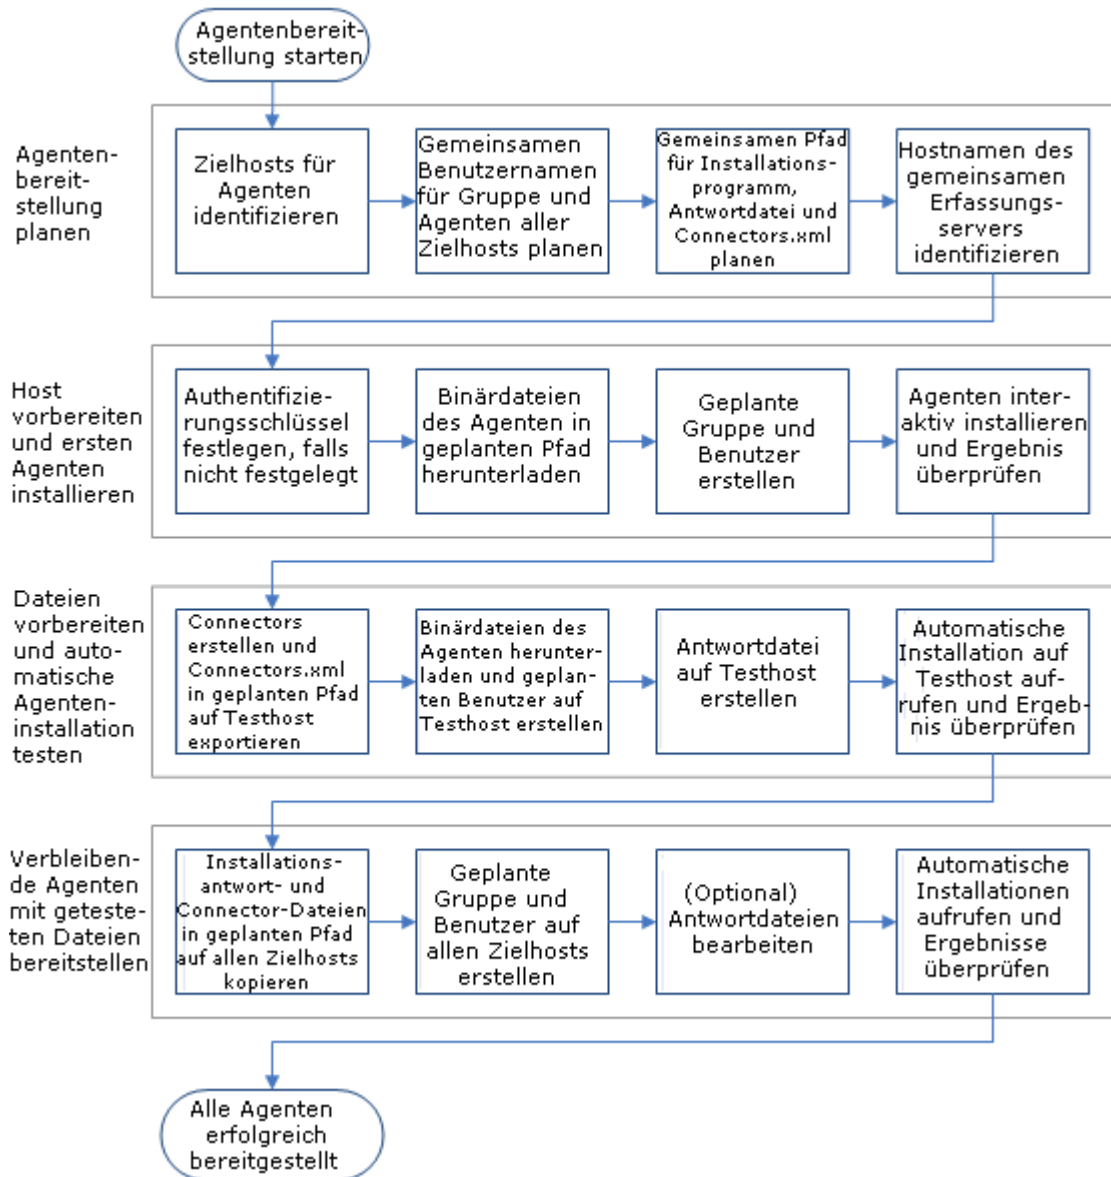 Agentenbereit-
stellung starten
Agenten-
bereit-
stellung
planen
Zielhosts für
Agenten
identifizieren
Gemeinsamen
Benutzernamen
für Gruppe und
Agenten aller
Zielhosts planen
Gemeinsamen Pfad
für Installations-
programm,
Antwortdatei und
Connectors.xml
planen
Hostnamen des
gemeinsamen
Erfassungs-
servers
identifizieren
Host
vorbereiten
und ersten
Agenten
installieren
Authentifizie-
rungsschlüssel
festlegen, falls
nicht festgelegt
Binärdateien
des Agenten in
geplanten Pfad
herunterladen
Geplante
Gruppe und
Benutzer
erstellen
Agenten inter-
aktiv installieren
und Ergebnis
überprüfen
Dateien
vorbereiten
und auto-
matische
Agenten-
installation
testen
Connectors
erstellen und
Connectors.xml
in geplanten Pfad
auf Testhost
exportieren
Binärdateien des
Agenten herunter-
laden und geplan-
ten Benutzer auf
Testhost erstellen
Antwortdatei
auf Testhost
erstellen
Automatische
Installation auf
Testhost auf-
rufen und Ergeb-
nis überprüfen
Verbleiben-
de Agenten
mit geteste-
ten Dateien
bereitstellen
Installations-
antwort- und
Connector-Dateien
in geplanten Pfad
auf allen Zielhosts
kopieren
Geplante
Gruppe und
Benutzer auf
allen Zielhosts
erstellen
(Optional)
Antwortdateien
bearbeiten
Automatische
Installationen
aufrufen und
Ergebnisse
überprüfen
Alle Agenten
erfolgreich
bereitgestellt